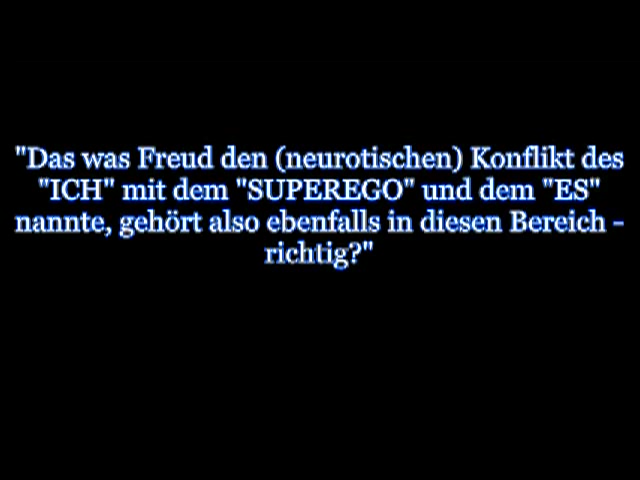 "Das was Freud den (neurotischen) Konflikt des
"ICH" mit dem "SUPEREGO" und dem "ES"
nannte, gehört also ebenfalls in diesen Bereich -
richtig?"